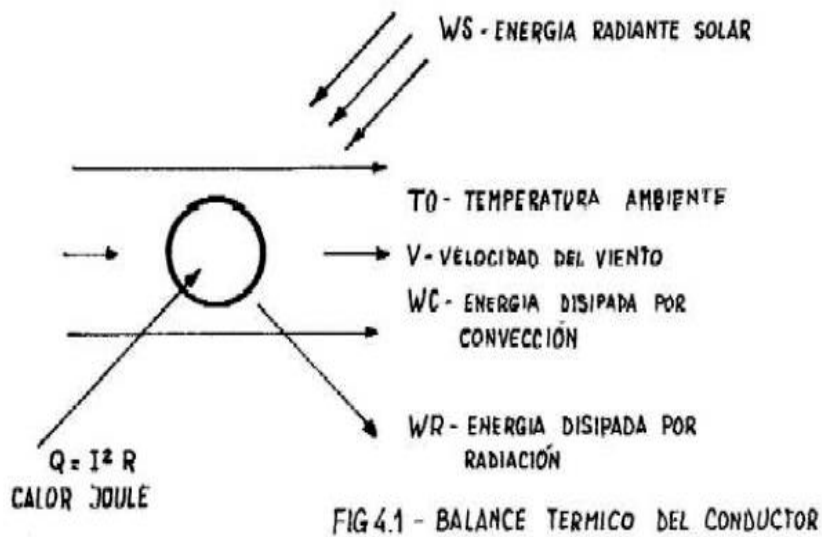 WS - ENERGIA RADIANTE SOLAR
TO - TEMPERATURA AMBIENTE
V - VELOCIDAD DEL VIENTO
WC - ENERGIA DISIPADA POR
CONVECCIÓN
WR - ENERGIA DISIPADA POR
RADIACIÓN
Q = I² R
CALOR JOULE
FIG 4.1 - BALANCE TERMICO DEL CONDUCTOR